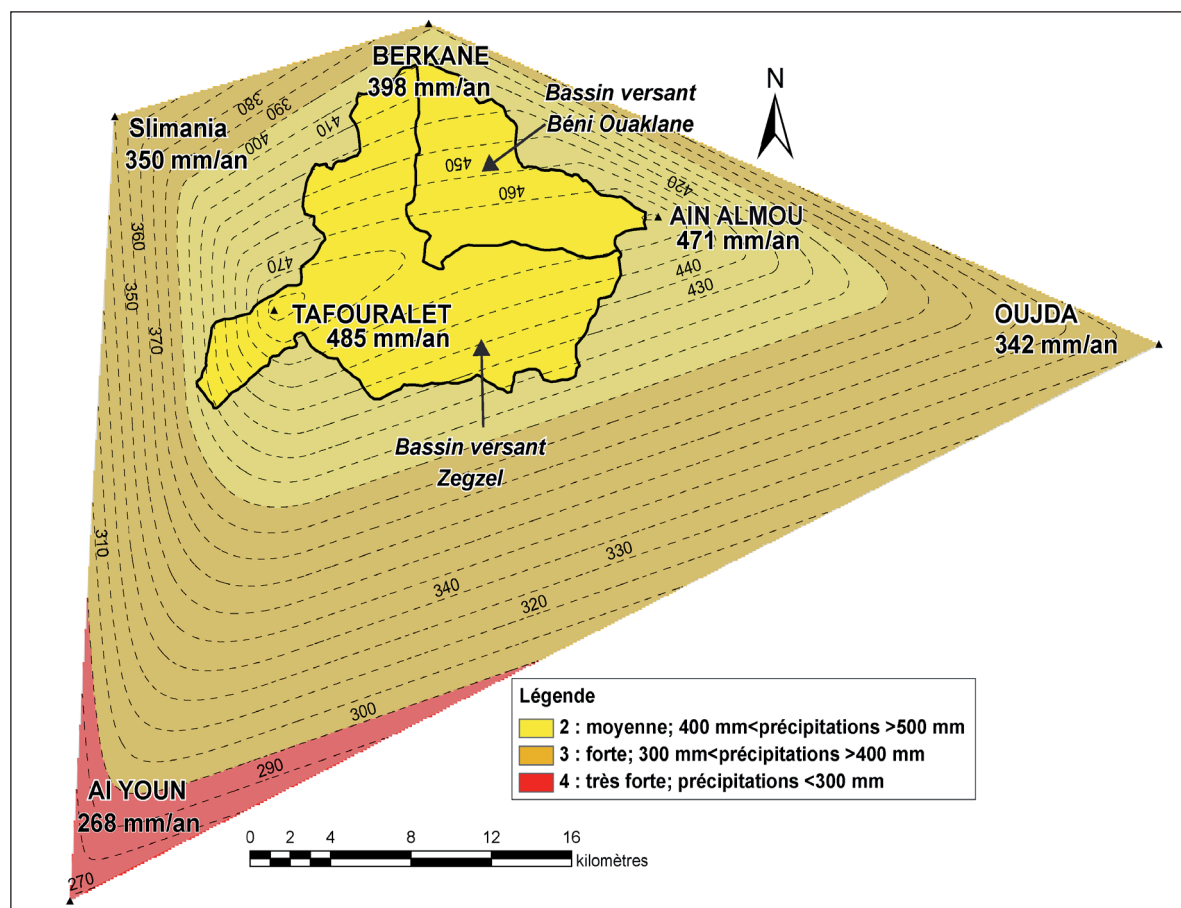 BERKANE
398 mm/an
N
Bassin versant
Béni Ouaklane
380
390
400
410
Slimania
350 mm/an
450
460
420
360
350
370
470
AIN ALMOU
471 mm/an
440
430
TAFOURALET
485 mm/an
OUJDA
342 mm/an
Bassin versant
Zegzel
310
330
340
320
300
290
AI YOUN
268 mm/an
270
Légende
2 : moyenne; 400 mm<précipitations >500 mm
3 : forte; 300 mm<précipitations >400 mm
4 : très forte; précipitations <300 mm
0 2 4 8 12 16
kilomètres